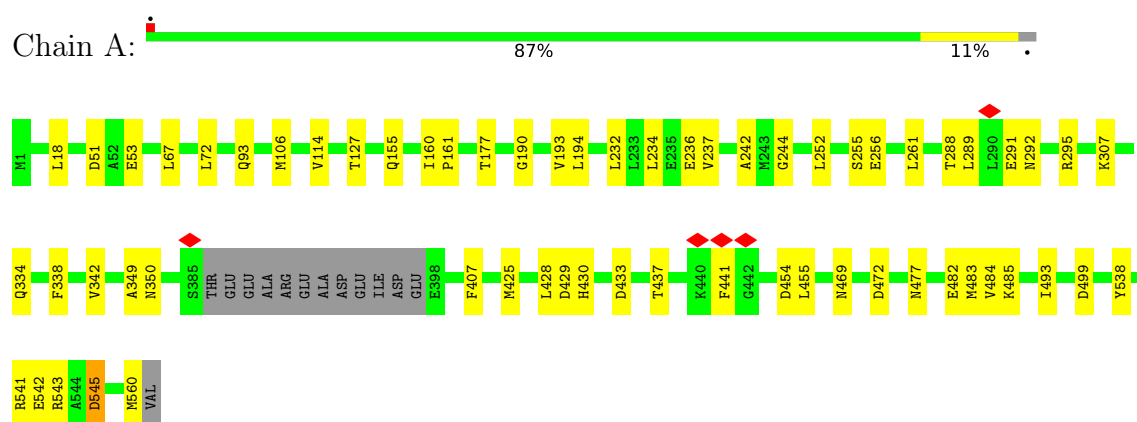 Chain A:
87% 11%
M1 L18 D51 A52 E53 L67 L72 Q93 M106 V114 T127 Q155 I160 P161 T177 G190 V193 L194 L232 L233 L234 E235 E236 V237 A242 M243 G244 L252 S255 E256 L261 T288 L289 L290 E291 N292 R295 K307
Q334 F338 V342 A349 N350 S385 THR GLU GLU ALA ARG GLU ALA ASP GLU ILE ASP GLU E398 F407 M425 L428 D429 H430 D433 T437 K440 F441 G442 D454 L455 N469 D472 N477 E482 M483 V484 K485 I493 D499 Y538
R541 E542 R543 A544 D545 M560 VAL